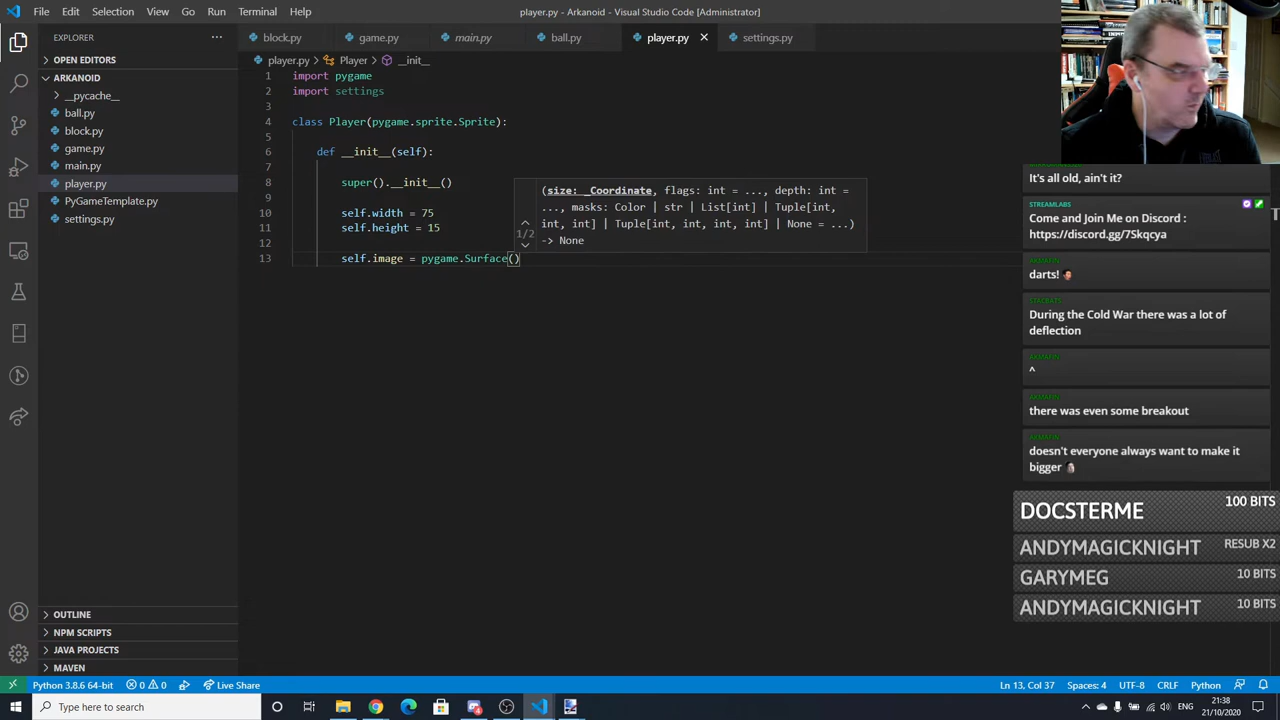 File Edit Selection View Go Run Terminal Help
player.py - Arkanoid - Visual Studio Code [Administrator]
EXPLORER
OPEN EDITORS
ARKANOID
__pycache__
ball.py
block.py
game.py
main.py
player.py
PyGameTemplate.py
settings.py
OUTLINE
NPM SCRIPTS
JAVA PROJECTS
MAVEN
block.py
main.py
ball.py
player.py
settings.py
player.py > Player > __init__
1 import pygame
2 import settings
4 class Player(pygame.sprite.Sprite):
5
6 def __init__(self):
7
8 super().__init__()
10 self.width = 75
11 self.height = 15
12
13 self.image = pygame.Surface()
1/2
(size: _Coordinate, flags: int = ..., depth: int =
..., masks: Color | str | List[int] | Tuple[int,
int, int] | Tuple[int, int, int, int] | None = ...)
-> None
It's all old, ain't it?
STREAMLABS
Come and Join Me on Discord :
https://discord.gg/7Skqcya
darts!
During the Cold War there was a lot of
deflection
^
there was even some breakout
doesn't everyone always want to make it
bigger
DOCSTERME 100 BITS
ANDYMAGICKNIGHT RESUB X2
GARYMEG 10 BITS
ANDYMAGICKNIGHT 10 BITS
Python 3.8.6 64-bit 0 0 Live Share
Ln 13, Col 37 Spaces: 4 UTF-8 CRLF Python
Type here to search
ENG
21:38
21/10/2020